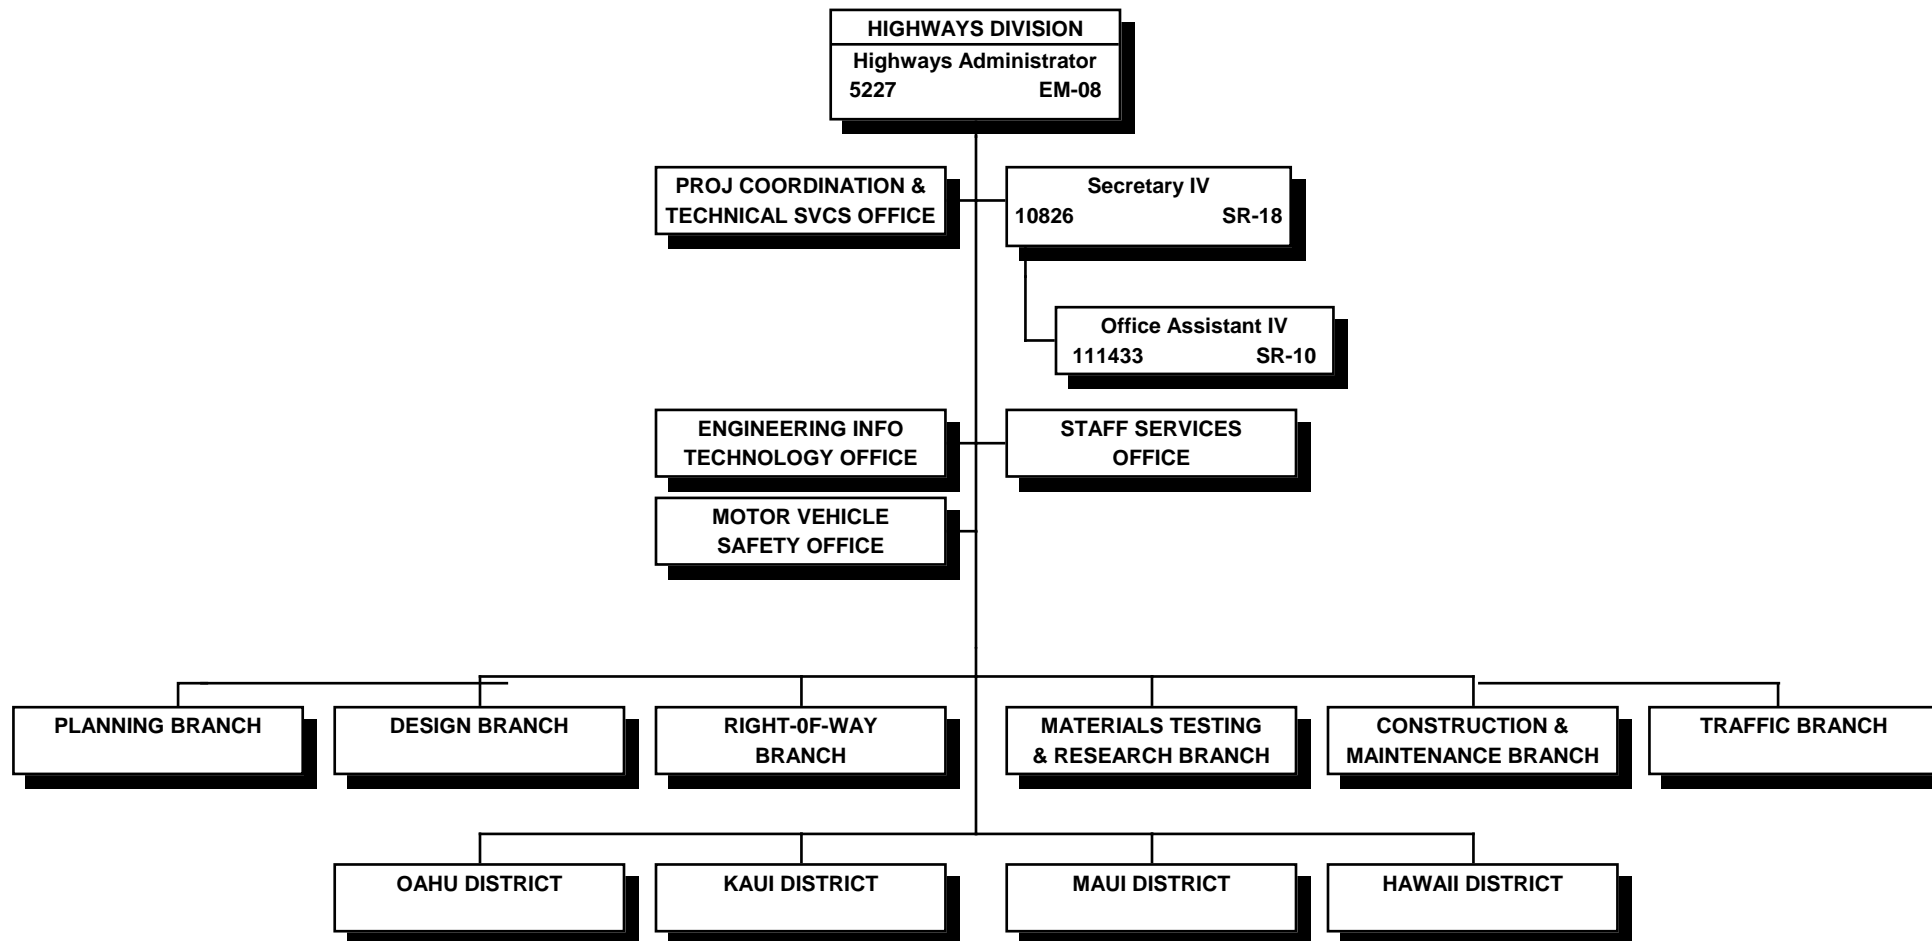 HIGHWAYS DIVISION
Highways Administrator
5227 EM-08
PROJ COORDINATION &
TECHNICAL SVCS OFFICE
Secretary IV
10826 SR-18
Office Assistant IV
111433 SR-10
ENGINEERING INFO
TECHNOLOGY OFFICE
STAFF SERVICES
OFFICE
MOTOR VEHICLE
SAFETY OFFICE
PLANNING BRANCH
DESIGN BRANCH
RIGHT-0F-WAY
BRANCH
MATERIALS TESTING
& RESEARCH BRANCH
CONSTRUCTION &
MAINTENANCE BRANCH
TRAFFIC BRANCH
OAHU DISTRICT
KAUI DISTRICT
MAUI DISTRICT
HAWAII DISTRICT